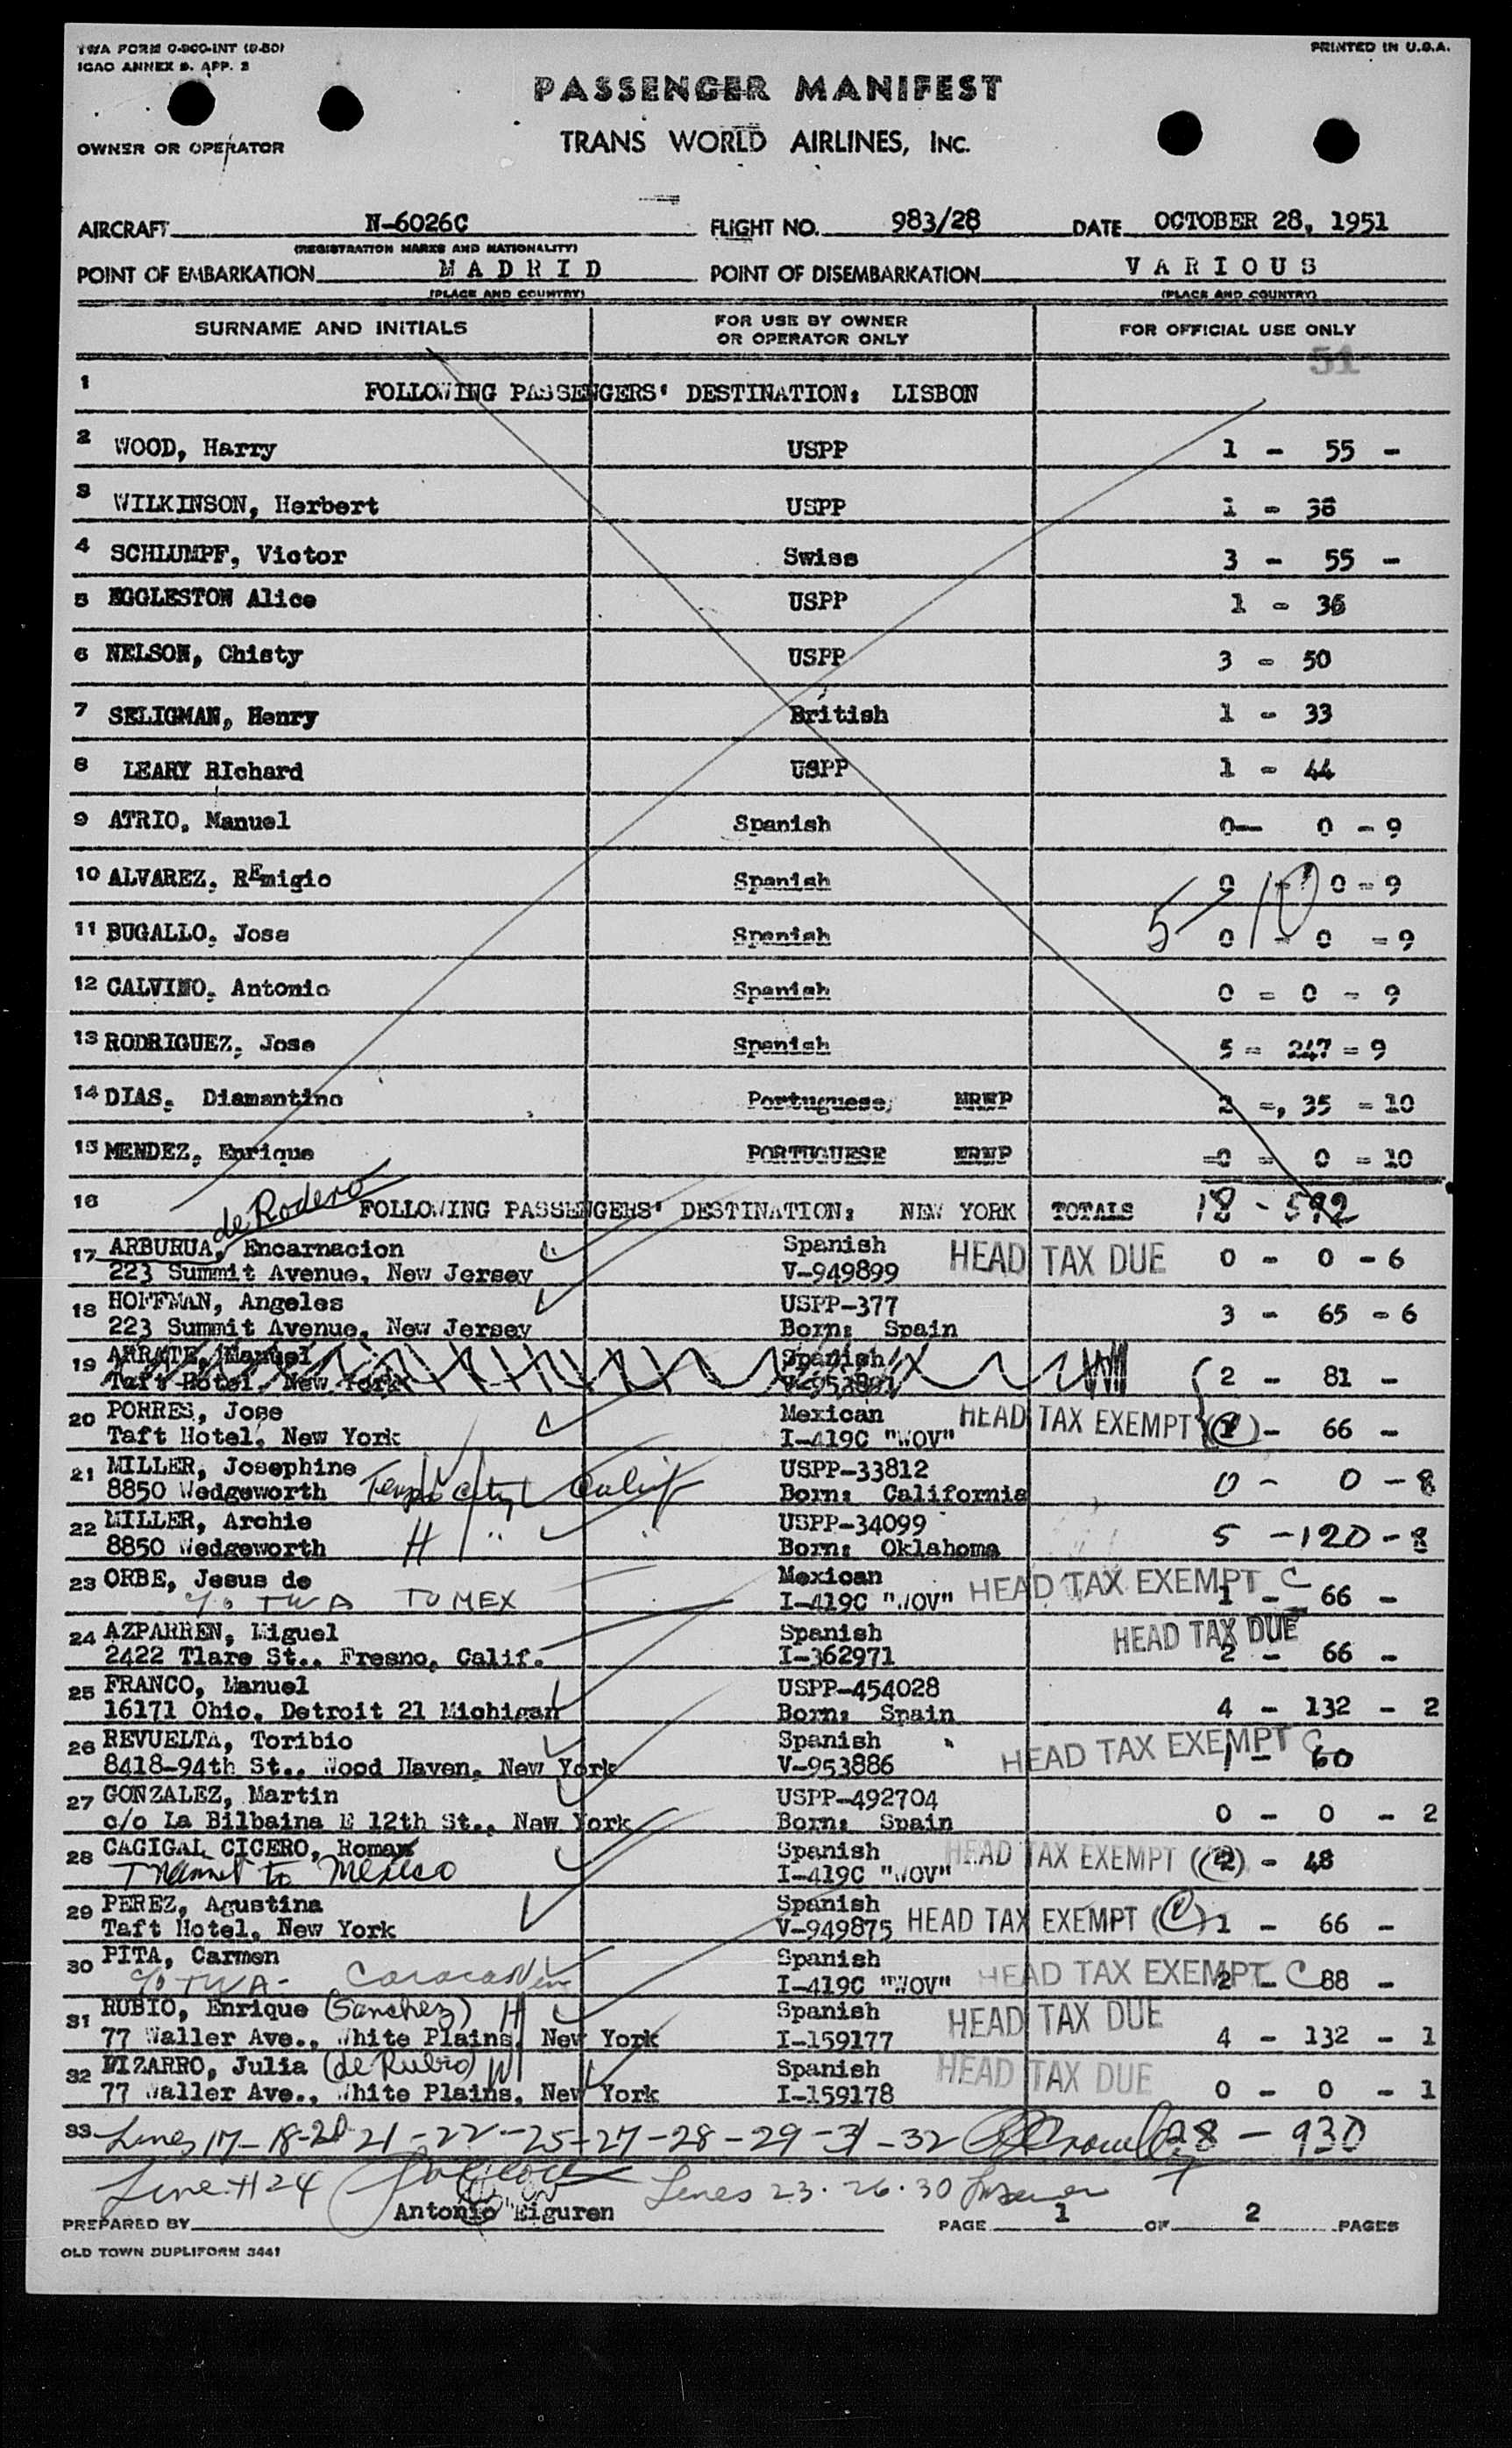 TWA FORM O-900-INT (9-50)
PRINTED IN U.S.A.
ICAO ANNEX 9. APP. 3
PASSENGER MANIFEST
OWNER OR OPERATOR
TRANS WORLD AIRLINES, INC.
AIRCRAFT N-6026C FLIGHT NO. 983/28 DATE OCTOBER 28, 1951
(REGISTRATION MARKS AND NATIONALITY)
POINT OF EMBARKATION MADRID POINT OF DISEMBARKATION VARIOUS
(PLACE AND COUNTRY) (PLACE AND COUNTRY)
SURNAME AND INITIALS FOR USE BY OWNER OR OPERATOR ONLY FOR OFFICIAL USE ONLY
51
1 FOLLOWING PASSENGERS' DESTINATION: LISBON
2 WOOD, Harry USPP 1 - 55 -
3 WILKINSON, Herbert USPP 1 - 38
4 SCHLUMPF, Victor Swiss 3 - 55 -
5 EGGLESTON Alice USPP 1 - 36
6 NELSON, Chisty USPP 3 - 50
7 SELIGMAN, Henry British 1 - 33
8 LEARY RIchard USPP 1 - 44
9 ATRIO, Manuel Spanish 0- 0 - 9
10 ALVAREZ, REmigio Spanish 0 - 0 - 9
5 10
11 BUGALLO, Jose Spanish 0 - 0 - 9
12 CALVINO, Antonio Spanish 0 - 0 - 9
13 RODRIGUEZ, Jose Spanish 5 - 247 - 9
14 DIAS, Diamantino Portuguese, 2 -, 35 - 10
15 MENDEZ, Enrique PORTUGUESE -0 - 0 - 10
16 FOLLOWING PASSENGERS' DESTINATION: NEW YORK TOTALS 18 - 592
de Rodero
17 ARBURUA, Encarnacion Spanish HEAD TAX DUE 0 - 0 - 6
223 Summit Avenue, New Jersey V-949899
18 HOFFMAN, Angeles USPP-377 3 - 65 - 6
223 Summit Avenue, New Jersey Born: Spain
19 ARRATE, Manuel Spanish 2 - 81 -
Taft Hotel, New York
20 PORRES, Jose Mexican HEAD TAX EXEMPT (C) - 66 -
Taft Hotel, New York I-419C "WOV"
21 MILLER, Josephine USPP-33812 0 - 0 - 8
8850 Wedgeworth Temple City Calif Born: California
22 MILLER, Archie USPP-34099 5 - 120 - 8
8850 Wedgeworth H " " Born: Oklahoma
23 ORBE, Jesus de Mexican HEAD TAX EXEMPT C
c/o TWA TO MEX I-419C "WOV" 1 - 66 -
24 AZPARREN, Miguel Spanish HEAD TAX DUE
2422 Tlare St., Fresno, Calif. I-362971 2 - 66 -
25 FRANCO, Manuel USPP-454028
16171 Ohio, Detroit 21 Michigan Born: Spain 4 - 132 - 2
26 REVUELTA, Toribio Spanish HEAD TAX EXEMPT C
8418-94th St., Wood Haven, New York V-953886 1 - 60
27 GONZALEZ, Martin USPP-492704 0 - 0 - 2
c/o La Bilbaina E 12th St., New York Born: Spain
28 CAGIGAL CICERO, Roman Spanish HEAD TAX EXEMPT (C) 2 - 48
Transit to Mexico I-419C "WOV"
29 PEREZ, Agustina Spanish HEAD TAX EXEMPT (C) 1 - 66 -
Taft Hotel, New York V-949875
30 PITA, Carmen Spanish HEAD TAX EXEMPT C
c/o TWA - Caracas Ven I-419C "WOV" 2 - 88 -
31 RUBIO, Enrique (Sanchez) H Spanish HEAD TAX DUE
77 Waller Ave., White Plains, New York I-159177 4 - 132 - 1
32 MIZARRO, Julia (de Rubio) W Spanish HEAD TAX DUE
77 Waller Ave., White Plains, New York I-159178 0 - 0 - 1
33 Lines 17-18-20 21-22-25-27-28-29-31-32 28 - 930
Line #24 Lines 23.26.30
PREPARED BY Antonio Eiguren PAGE 1 OF 2 PAGES
OLD TOWN DUPLIFORM 3441